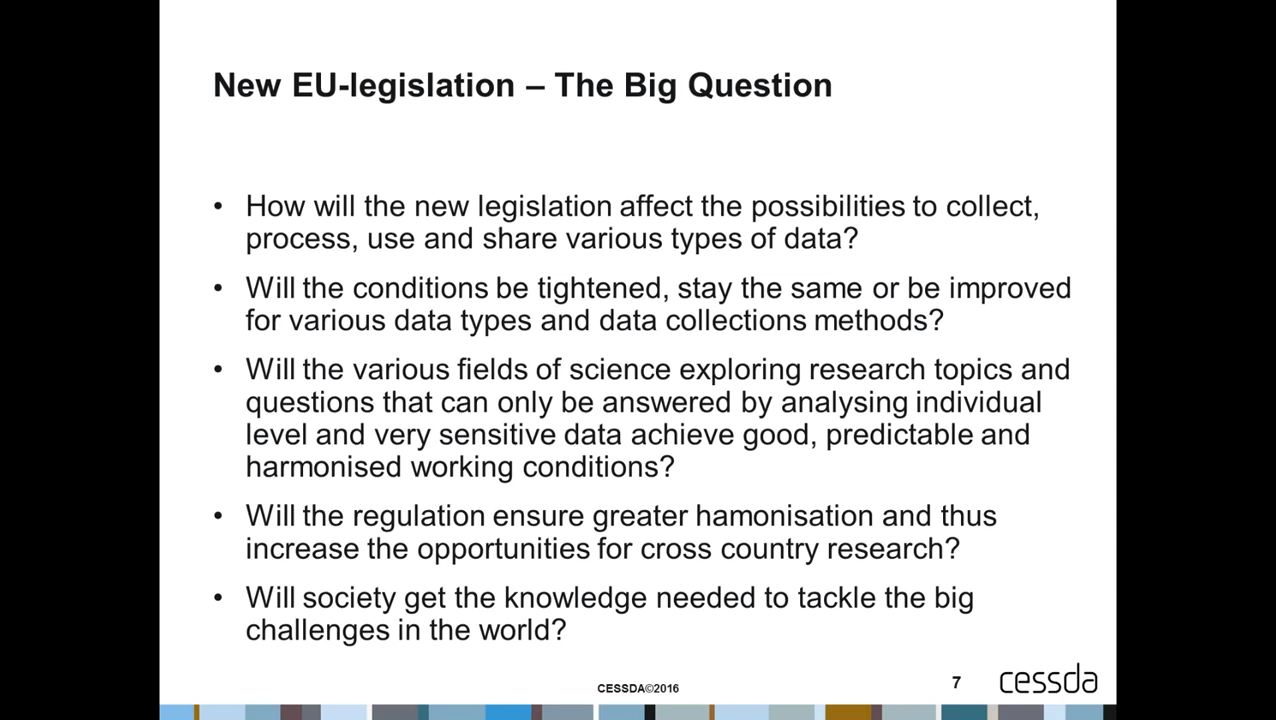 New EU-legislation – The Big Question
• How will the new legislation affect the possibilities to collect,
process, use and share various types of data?
• Will the conditions be tightened, stay the same or be improved
for various data types and data collections methods?
• Will the various fields of science exploring research topics and
questions that can only be answered by analysing individual
level and very sensitive data achieve good, predictable and
harmonised working conditions?
• Will the regulation ensure greater hamonisation and thus
increase the opportunities for cross country research?
• Will society get the knowledge needed to tackle the big
challenges in the world?
CESSDA©2016
7
cessda